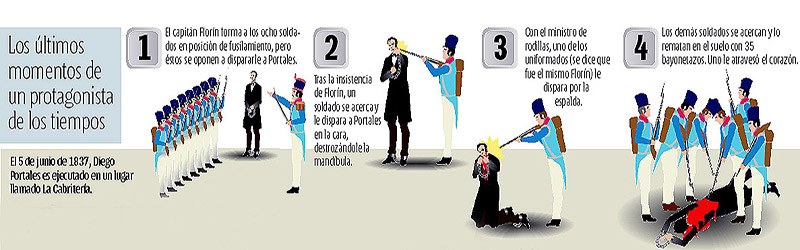 Los últimos
momentos de
un protagonista
de los tiempos
El 5 de junio de 1837, Diego
Portales es ejecutado en un lugar
llamado La Cabritería.
1
El capitán Florín forma a los ocho solda-
dos en posición de fusilamiento, pero
éstos se oponen a dispararle a Portales.
2
Tras la insistencia
de Florín, un
soldado se acerca y
le dispara a Portales
en la cara,
destrozándole la
mandíbula.
3
Con el ministro de
rodillas, uno de los
uniformados (se dice que
fue el mismo Florín) le
dispara por la
espalda.
4
Los demás soldados se acercan y lo
rematan en el suelo con 35
bayonetazos. Uno le atravesó el corazón.